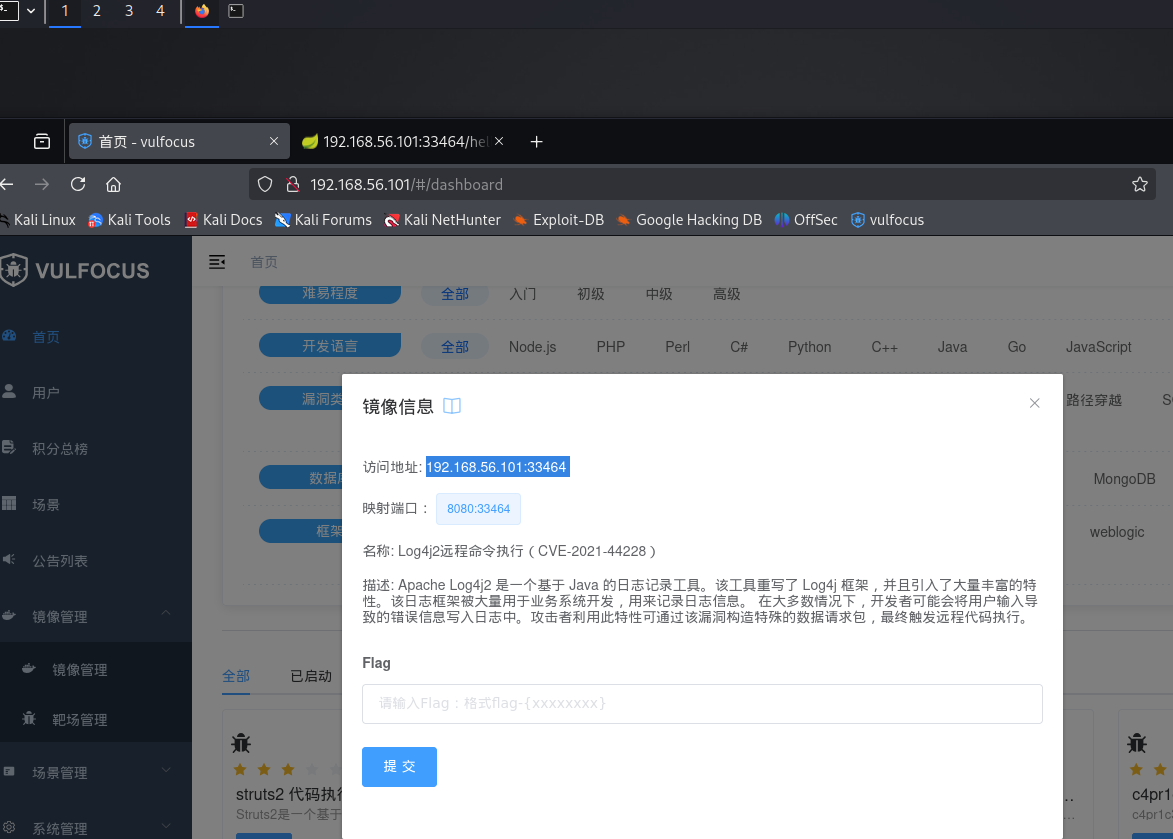 1 2 3 4
首页 - vulfocus
192.168.56.101:33464/hel
192.168.56.101/#/dashboard
Kali Linux Kali Tools Kali Docs Kali Forums Kali NetHunter Exploit-DB Google Hacking DB OffSec vulfocus
VULFOCUS
首页
首页
用户
积分总榜
场景
公告列表
镜像管理
镜像管理
靶场管理
场景管理
系统管理
难易程度 全部 入门 初级 中级 高级
开发语言 全部 Node.js PHP Perl C# Python C++ Java Go JavaScript
漏洞类 路径穿越 S
数据库 MongoDB
框架 weblogic
镜像信息
访问地址: 192.168.56.101:33464
映射端口： 8080:33464
名称: Log4j2远程命令执行（CVE-2021-44228）
描述: Apache Log4j2 是一个基于 Java 的日志记录工具。该工具重写了 Log4j 框架，并且引入了大量丰富的特
性。该日志框架被大量用于业务系统开发，用来记录日志信息。 在大多数情况下，开发者可能会将用户输入导
致的错误信息写入日志中。攻击者利用此特性可通过该漏洞构造特殊的数据请求包，最终触发远程代码执行。
Flag
请输入Flag：格式flag-{xxxxxxxx}
提 交
全部 已启动
struts2 代码执行
Struts2是一个基于
...
...
c4pr1
c4pr1c